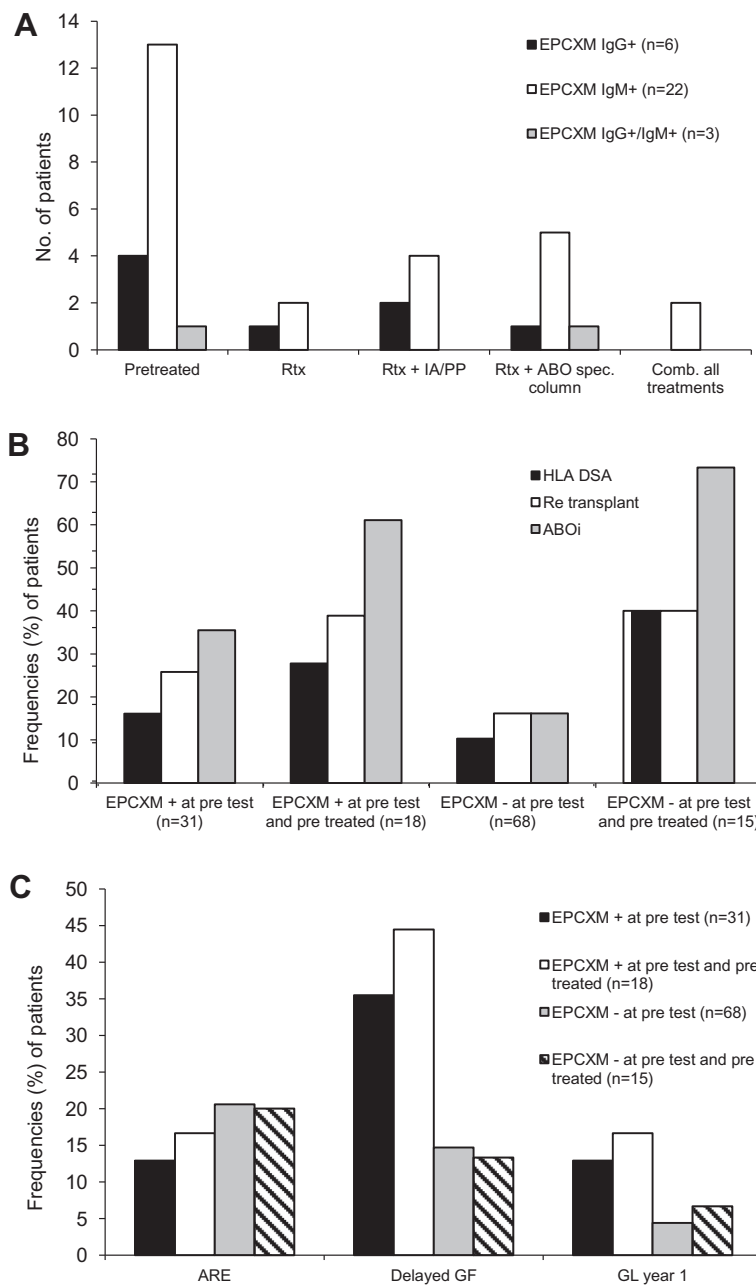 A
No. of patients
14
12
10
8
6
4
2
0
EPCXM IgG+ (n=6)
EPCXM IgM+ (n=22)
EPCXM IgG+/IgM+ (n=3)
Pretreated
Rtx
Rtx + IA/PP
Rtx + ABO spec.
column
Comb. all
treatments
B
Frequencies (%) of patients
80
70
60
50
40
30
20
10
0
HLA DSA
Re transplant
ABOi
EPCXM + at pre test
(n=31)
EPCXM + at pre test
and pre treated (n=18)
EPCXM - at pre test
(n=68)
EPCXM - at pre test
and pre treated (n=15)
C
Frequencies (%) of patients
50
45
40
35
30
25
20
15
10
5
0
EPCXM + at pre test (n=31)
EPCXM + at pre test and pre
treated (n=18)
EPCXM - at pre test (n=68)
EPCXM - at pre test and pre
treated (n=15)
ARE
Delayed GF
GL year 1